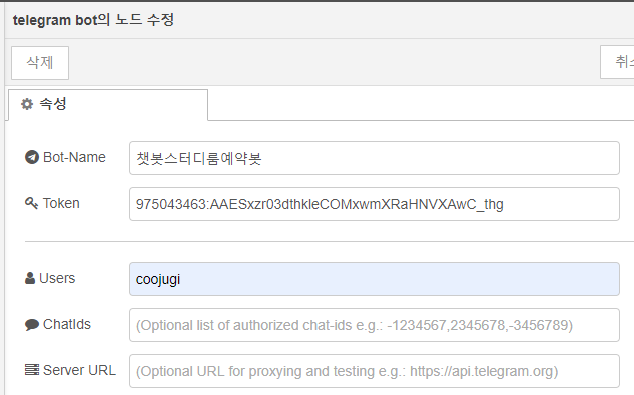 telegram bot의 노드 수정
삭제
취소
속성
Bot-Name 챗봇스터디룸예약봇
Token 975043463:AAESxzr03dthkleCOMxwmXRaHNVXAwC_thg
Users coojugi
ChatIds (Optional list of authorized chat-ids e.g.: -1234567,2345678,-3456789)
Server URL (Optional URL for proxying and testing e.g.: https://api.telegram.org)